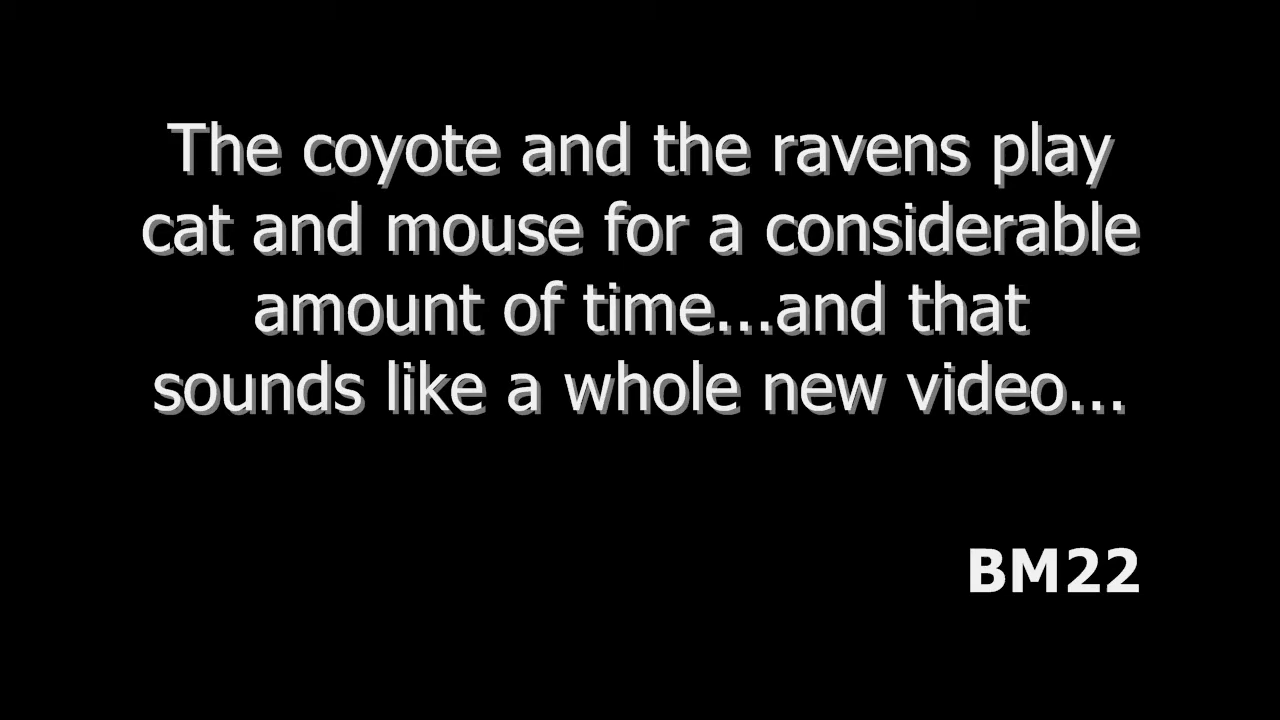 The coyote and the ravens play
cat and mouse for a considerable
amount of time...and that
sounds like a whole new video...
BM22